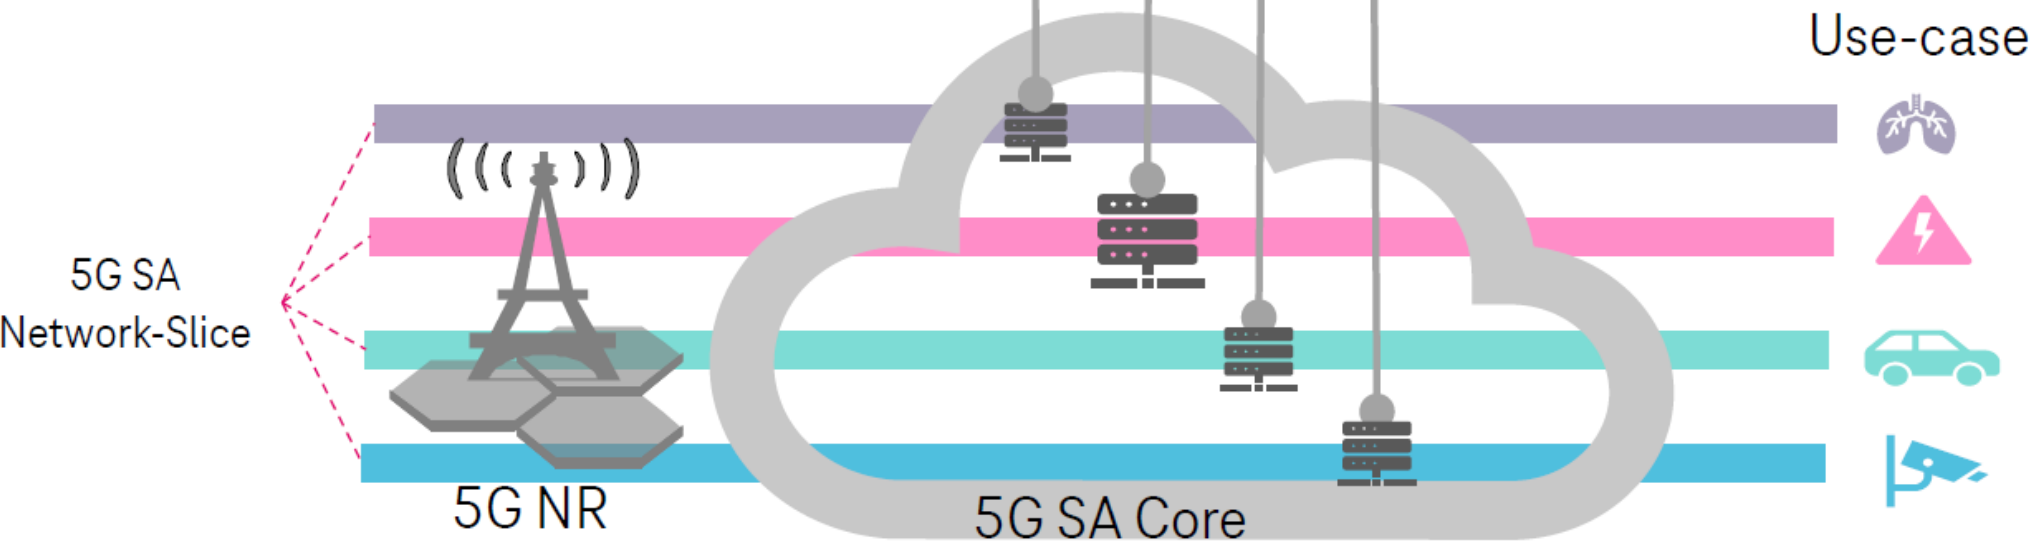 Use-case
5G SA
Network-Slice
5G NR
5G SA Core